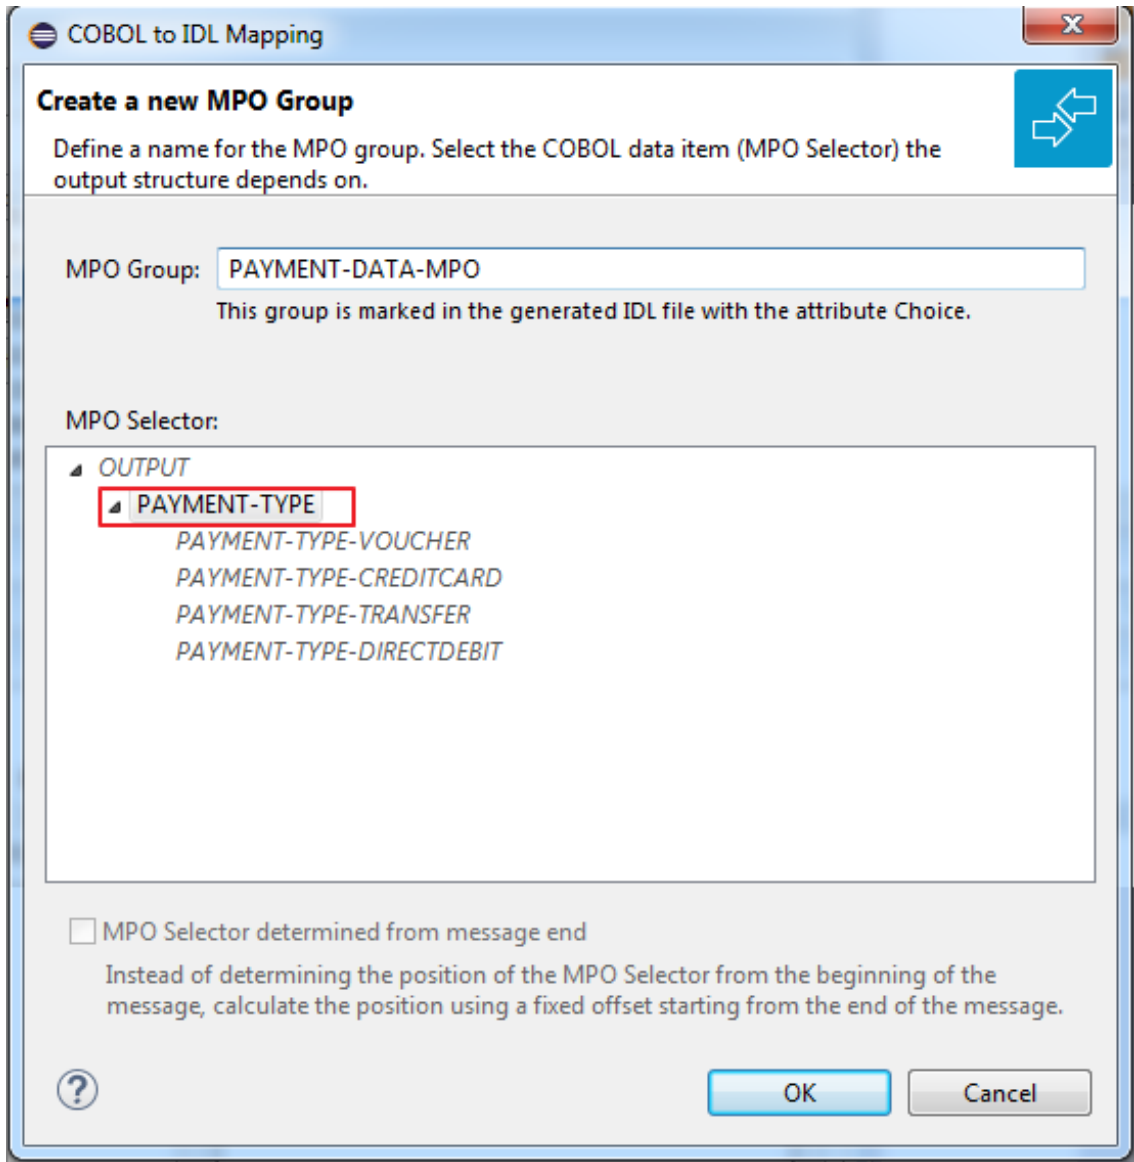 COBOL to IDL Mapping
x
Create a new MPO Group
Define a name for the MPO group. Select the COBOL data item (MPO Selector) the
output structure depends on.
MPO Group: PAYMENT-DATA-MPO
This group is marked in the generated IDL file with the attribute Choice.
MPO Selector:
OUTPUT
PAYMENT-TYPE
PAYMENT-TYPE-VOUCHER
PAYMENT-TYPE-CREDITCARD
PAYMENT-TYPE-TRANSFER
PAYMENT-TYPE-DIRECTDEBIT
MPO Selector determined from message end
Instead of determining the position of the MPO Selector from the beginning of the
message, calculate the position using a fixed offset starting from the end of the message.
? OK Cancel